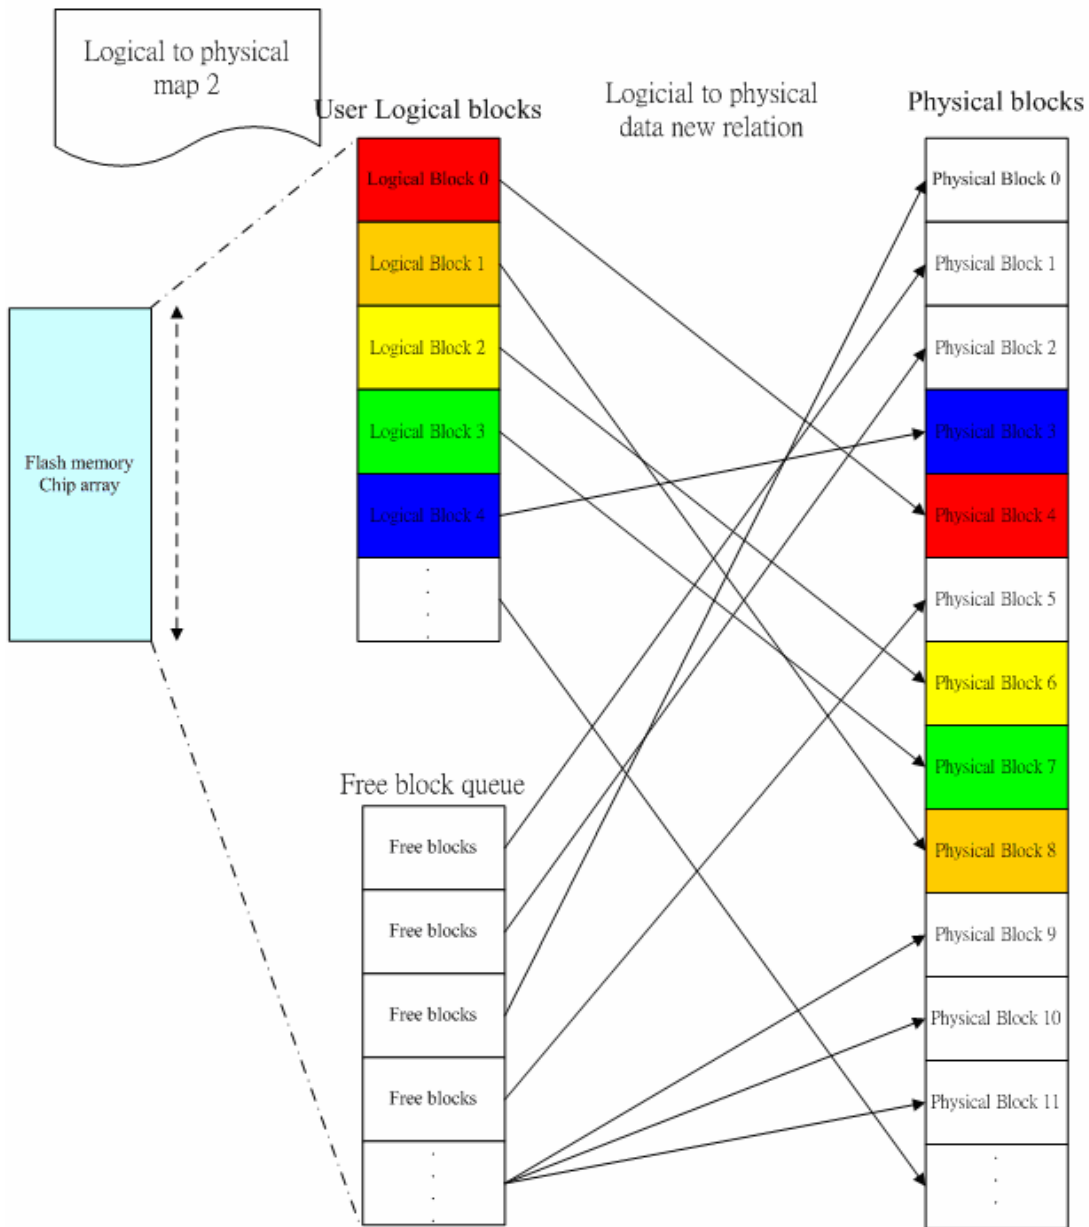 Logical to physical
map 2
User Logical blocks
Logicial to physical
data new relation
Physical blocks
Logical Block 0
Logical Block 1
Logical Block 2
Logical Block 3
Logical Block 4
Flash memory
Chip array
Free block queue
Free blocks
Free blocks
Free blocks
Free blocks
Physical Block 0
Physical Block 1
Physical Block 2
Physical Block 3
Physical Block 4
Physical Block 5
Physical Block 6
Physical Block 7
Physical Block 8
Physical Block 9
Physical Block 10
Physical Block 11